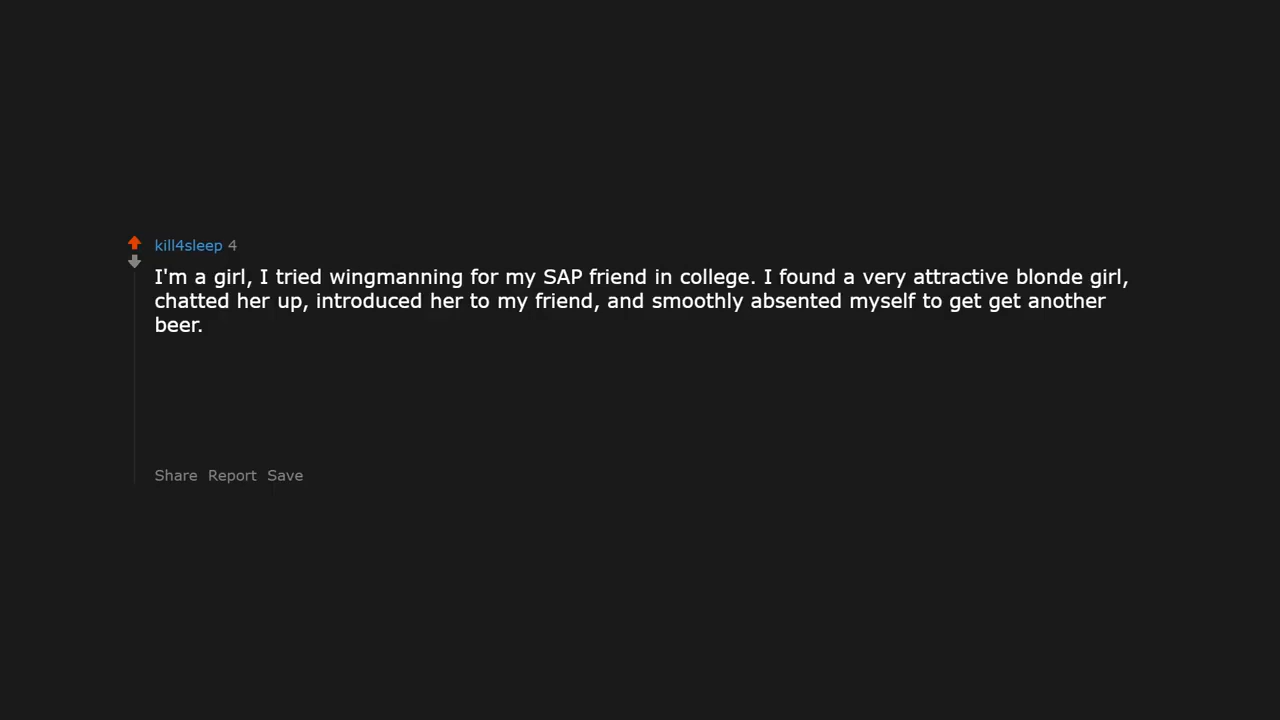 kill4sleep 4
I'm a girl, I tried wingmanning for my SAP friend in college. I found a very attractive blonde girl,
chatted her up, introduced her to my friend, and smoothly absented myself to get get another
beer.
Share Report Save